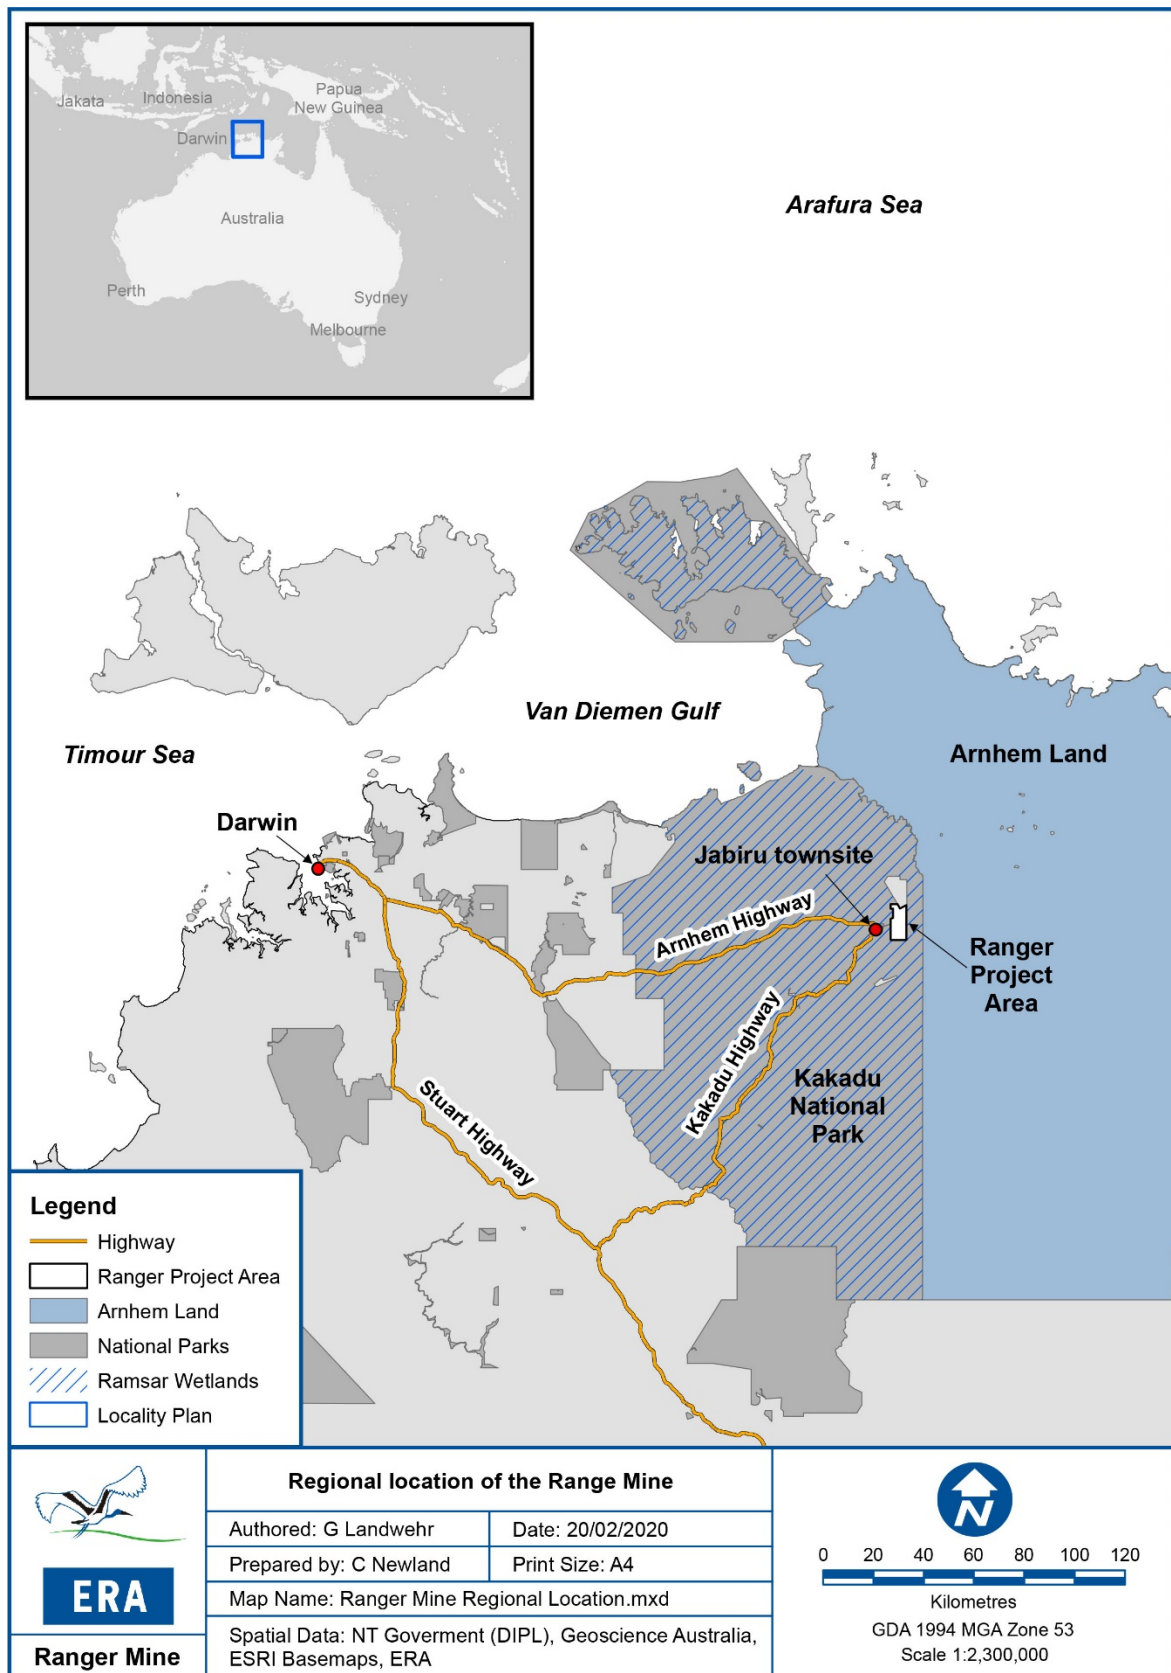 Jakata
Indonesia
Papua
New Guinea
Darwin
Australia
Perth
Sydney
Melbourne
Arafura Sea
Van Diemen Gulf
Timour Sea
Arnhem Land
Darwin
Jabiru townsite
Arnhem Highway
Ranger
Project
Area
Kakadu Highway
Kakadu
National
Park
Stuart Highway
Legend
Highway
Ranger Project Area
Arnhem Land
National Parks
Ramsar Wetlands
Locality Plan
ERA
Ranger Mine
Regional location of the Range Mine
Authored: G Landwehr
Date: 20/02/2020
Prepared by: C Newland
Print Size: A4
Map Name: Ranger Mine Regional Location.mxd
Spatial Data: NT Goverment (DIPL), Geoscience Australia,
ESRI Basemaps, ERA
N
0 20 40 60 80 100 120
Kilometres
GDA 1994 MGA Zone 53
Scale 1:2,300,000